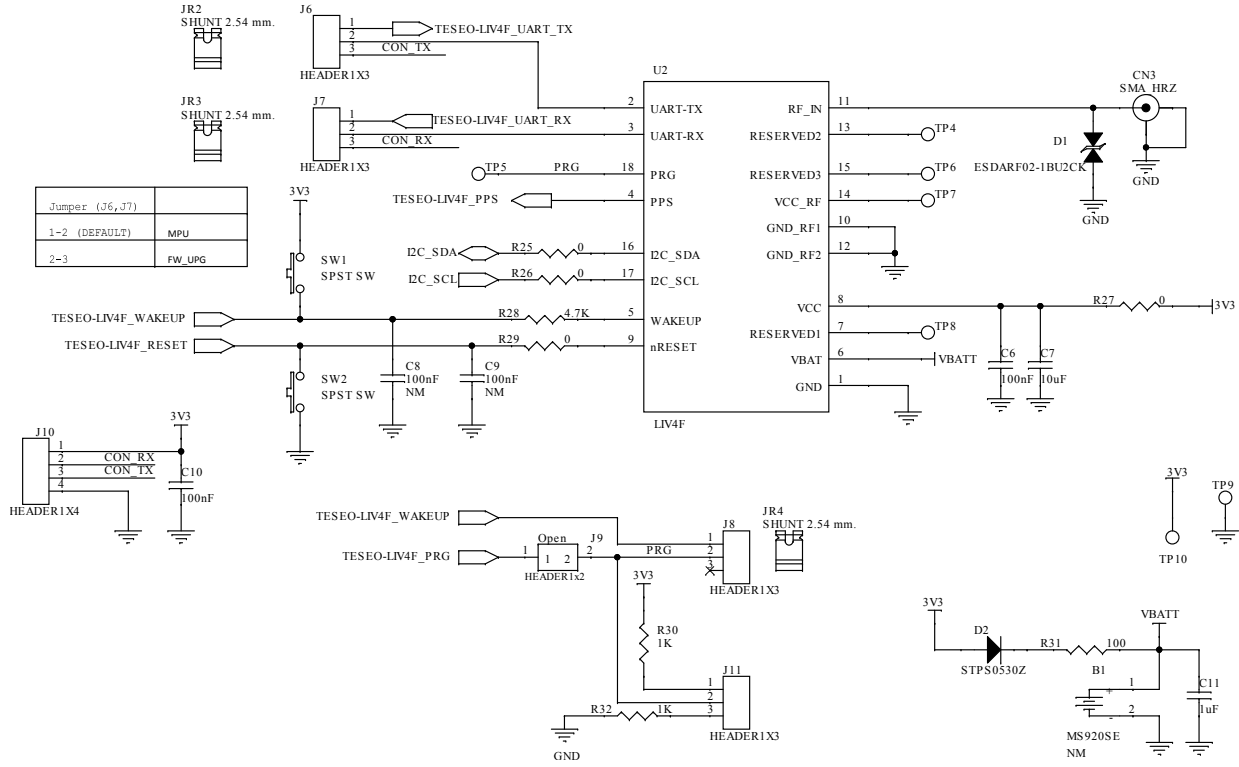 JR2
SHUNT 2.54 mm.
J6
1
2
3
TESEO-LIV4F_UART_TX
CON_TX
HEADER1X3
JR3
SHUNT 2.54 mm.
J7
1
2
3
TESEO-LIV4F_UART_RX
CON_RX
HEADER1X3
U2
2 UART-TX
3 UART-RX
18 PRG
4 PPS
16 I2C_SDA
17 I2C_SCL
5 WAKEUP
9 nRESET
RF_IN 11
RESERVED2 13
RESERVED3 15
VCC_RF 14
GND_RF1 10
GND_RF2 12
VCC 8
RESERVED1 7
VBAT 6
GND 1
LIV4F
CN3
SMA_HRZ
TP4
TP6
TP7
D1
ESDARF02-1BU2CK
GND
GND
TP5 PRG
TESEO-LIV4F_PPS
I2C_SDA R25 0
I2C_SCL R26 0
Jumper (J6,J7)
1-2 (DEFAULT) MPU
2-3 FW_UPG
3V3
SW1
SPST SW
TESEO-LIV4F_WAKEUP R28 4.7K
TESEO-LIV4F_RESET R29 0
SW2
SPST SW
C8
100nF
NM
C9
100nF
NM
R27 0 3V3
TP8
VBATT
C6
100nF
C7
10uF
J10
1
2
3
4
CON_RX
CON_TX
3V3
C10
100nF
HEADER1X4
TESEO-LIV4F_WAKEUP
TESEO-LIV4F_PRG
1
Open
1 2
J9
2
HEADER1x2
PRG
J8
1
2
3
HEADER1X3
JR4
SHUNT 2.54 mm.
3V3
R30
1K
J11
1
2
3
HEADER1X3
R32 1K
GND
3V3
TP10
TP9
3V3
D2
STPS0530Z
R31 100
VBATT
B1
1
+
-
2
MS920SE
NM
C11
1uF